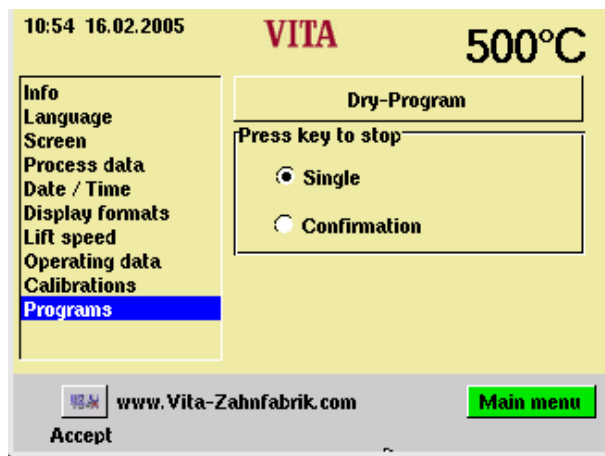 10:54 16.02.2005
VITA
500°C
Info
Language
Screen
Process data
Date / Time
Display formats
Lift speed
Operating data
Calibrations
Programs
Dry-Program
Press key to stop
Single
Confirmation
www.Vita-Zahnfabrik.com
Main menu
Accept